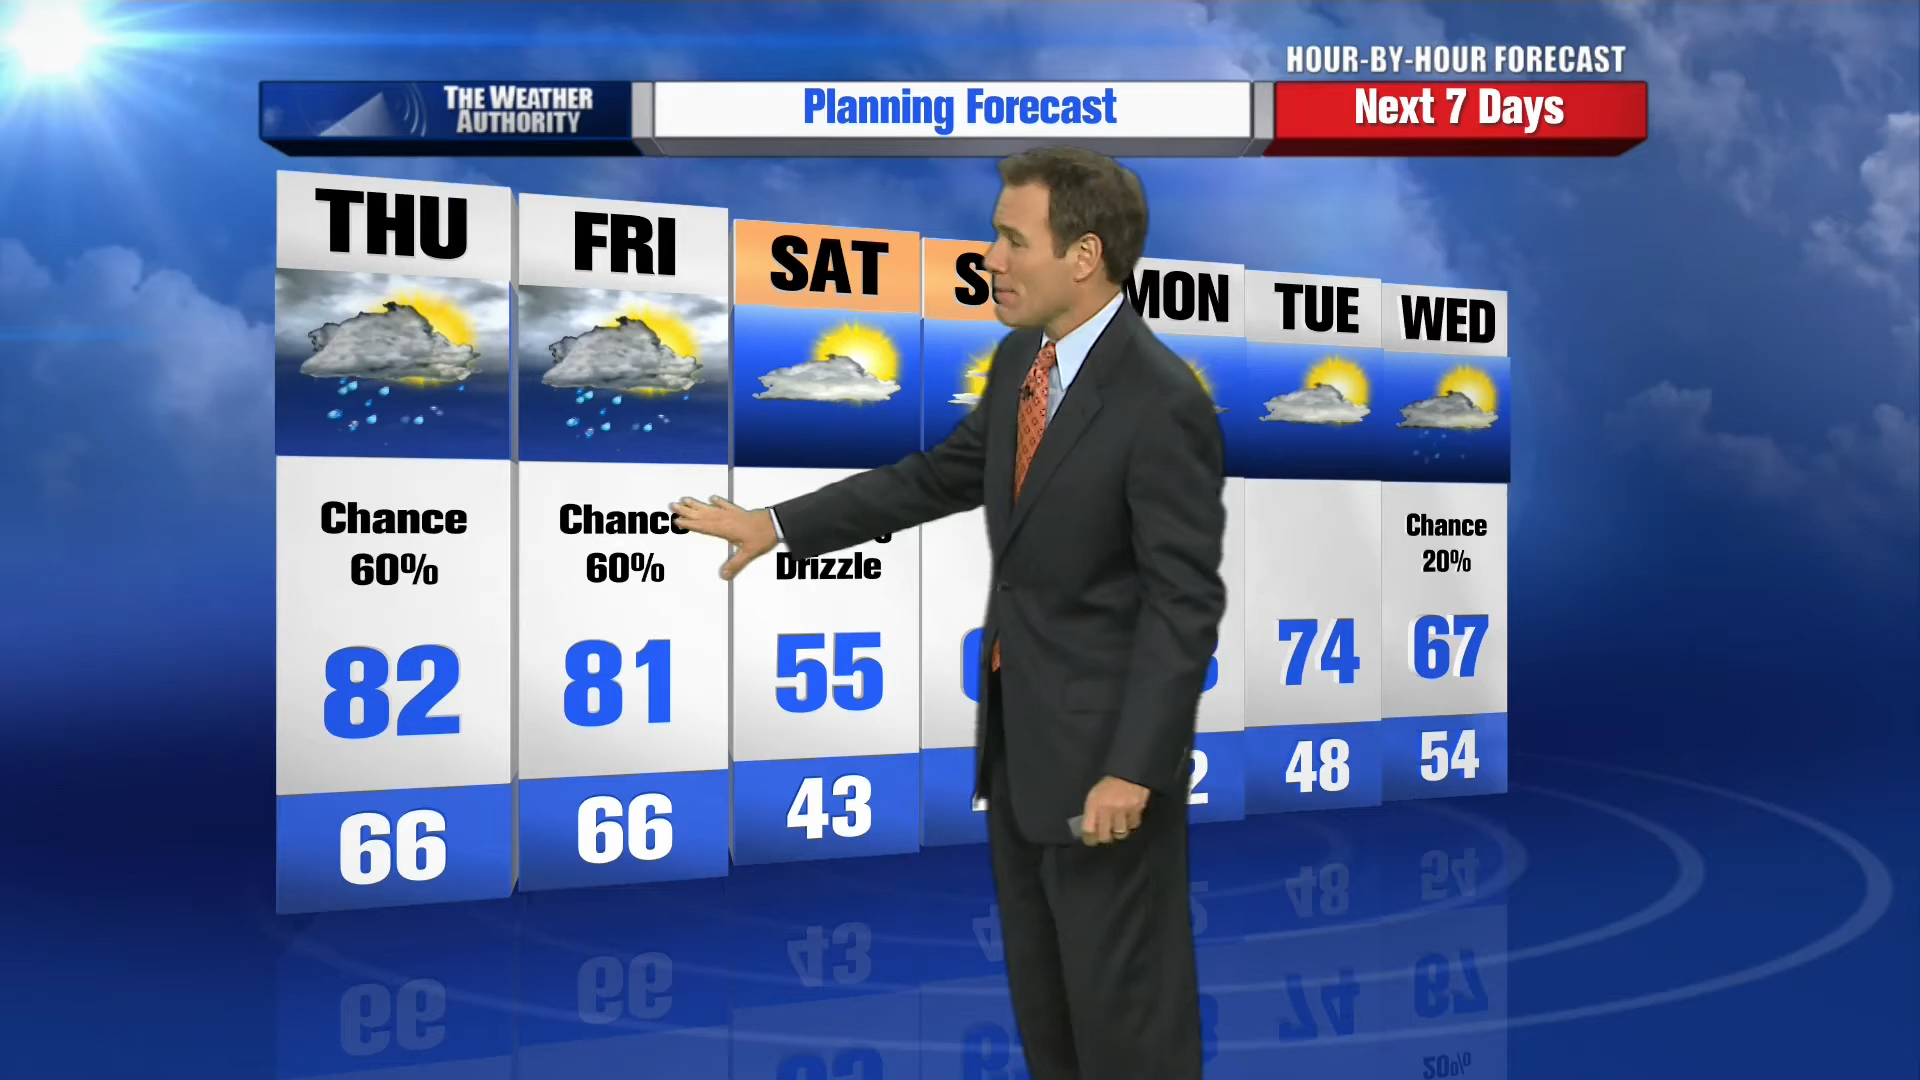 HOUR-BY-HOUR FORECAST
THE WEATHER
AUTHORITY
Planning Forecast
Next 7 Days
THU
FRI
SAT
MON
TUE
WED
Chance
60%
Chance
60%
Drizzle
Chance
20%
82
81
55
74
67
66
66
43
48
54